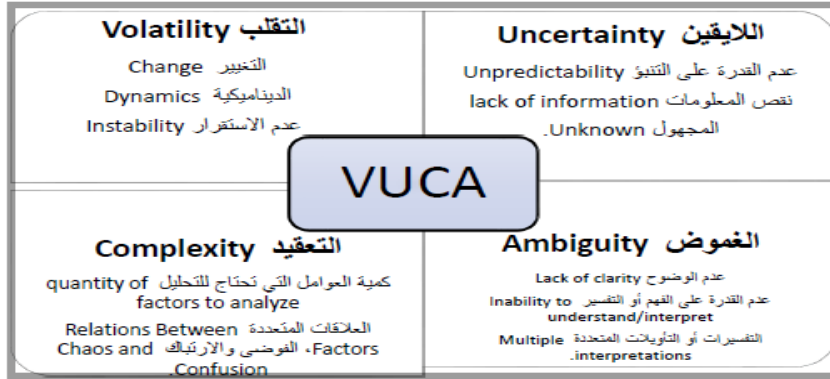 التقلب Volatility
التغيير Change
الديناميكية Dynamics
عدم الاستقرار Instability
اللايقين Uncertainty
عدم القدرة على التنبؤ Unpredictability
نقص المعلومات lack of information
المجهول Unknown.
VUCA
التعقيد Complexity
كمية العوامل التي تحتاج للتحليل quantity of
factors to analyze
العلاقات المتعددة Relations Between
Factors، الفوضى والارتباك Chaos and
Confusion.
الغموض Ambiguity
عدم الوضوح Lack of clarity
عدم القدرة على الفهم أو التفسير Inability to
understand/interpret
التفسيرات أو التأويلات المتعددة Multiple
interpretations.